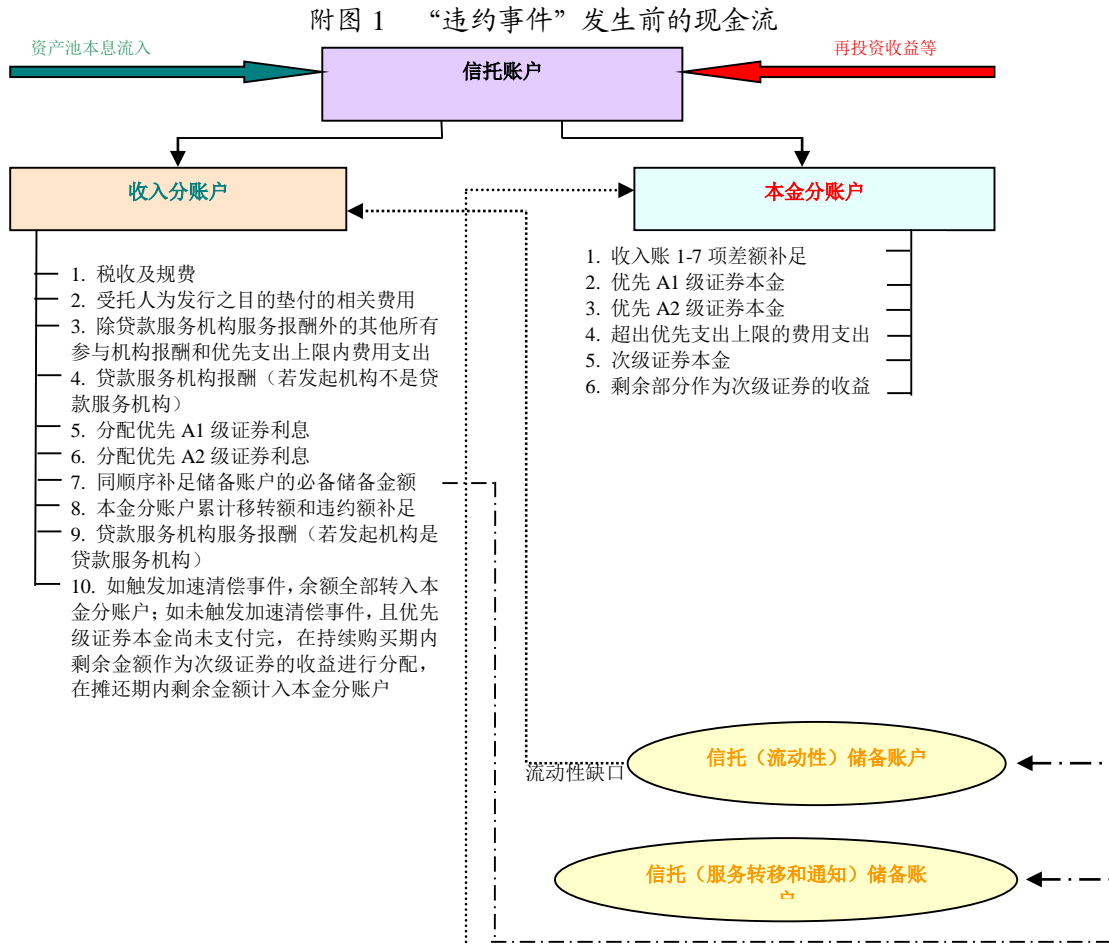 附图 1 “违约事件”发生前的现金流
资产池本息流入
再投资收益等
信托账户
收入分账户
本金分账户
1. 税收及规费
2. 受托人为发行之目的垫付的相关费用
3. 除贷款服务机构服务报酬外的其他所有
参与机构报酬和优先支出上限内费用支出
4. 贷款服务机构报酬（若发起机构不是贷
款服务机构）
5. 分配优先 A1 级证券利息
6. 分配优先 A2 级证券利息
7. 同顺序补足储备账户的必备储备金额
8. 本金分账户累计移转额和违约额补足
9. 贷款服务机构服务报酬（若发起机构是
贷款服务机构）
10. 如触发加速清偿事件，余额全部转入本
金分账户；如未触发加速清偿事件，且优先
级证券本金尚未支付完，在持续购买期内
剩余金额作为次级证券的收益进行分配，
在摊还期内剩余金额计入本金分账户
1. 收入账 1-7 项差额补足
2. 优先 A1 级证券本金
3. 优先 A2 级证券本金
4. 超出优先支出上限的费用支出
5. 次级证券本金
6. 剩余部分作为次级证券的收益
流动性缺口
信托（流动性）储备账户
信托（服务转移和通知）储备账
户